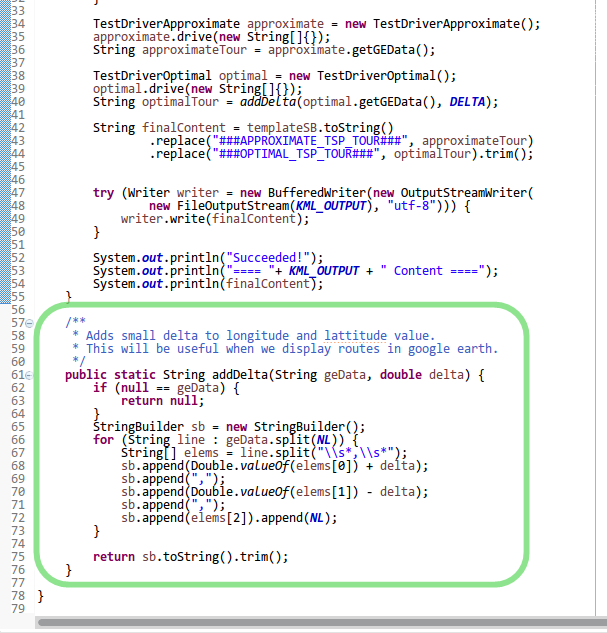 33
34 TestDriverApproximate approximate = new TestDriverApproximate();
35 approximate.drive(new String[]{});
36 String approximateTour = approximate.getGEData();
37
38 TestDriverOptimal optimal = new TestDriverOptimal();
39 optimal.drive(new String[]{});
40 String optimalTour = addDelta(optimal.getGEData(), DELTA);
41
42 String finalContent = templateSB.toString()
43 .replace("###APPROXIMATE_TSP_TOUR###", approximateTour)
44 .replace("###OPTIMAL_TSP_TOUR###", optimalTour).trim();
45
46
47 try (Writer writer = new BufferedWriter(new OutputStreamWriter(
48 new FileOutputStream(KML_OUTPUT), "utf-8"))) {
49 writer.write(finalContent);
50 }
51
52 System.out.println("Succeeded!");
53 System.out.println("==== "+ KML_OUTPUT + " Content ====");
54 System.out.println(finalContent);
55 }
56
57 /**
58 * Adds small delta to longitude and lattitude value.
59 * This will be useful when we display routes in google earth.
60 */
61 public static String addDelta(String geData, double delta) {
62 if (null == geData) {
63 return null;
64 }
65 StringBuilder sb = new StringBuilder();
66 for (String line : geData.split(NL)) {
67 String[] elems = line.split("\\s*,\\s*");
68 sb.append(Double.valueOf(elems[0]) + delta);
69 sb.append(",");
70 sb.append(Double.valueOf(elems[1]) - delta);
71 sb.append(",");
72 sb.append(elems[2]).append(NL);
73 }
74
75 return sb.toString().trim();
76 }
77
78 }
79